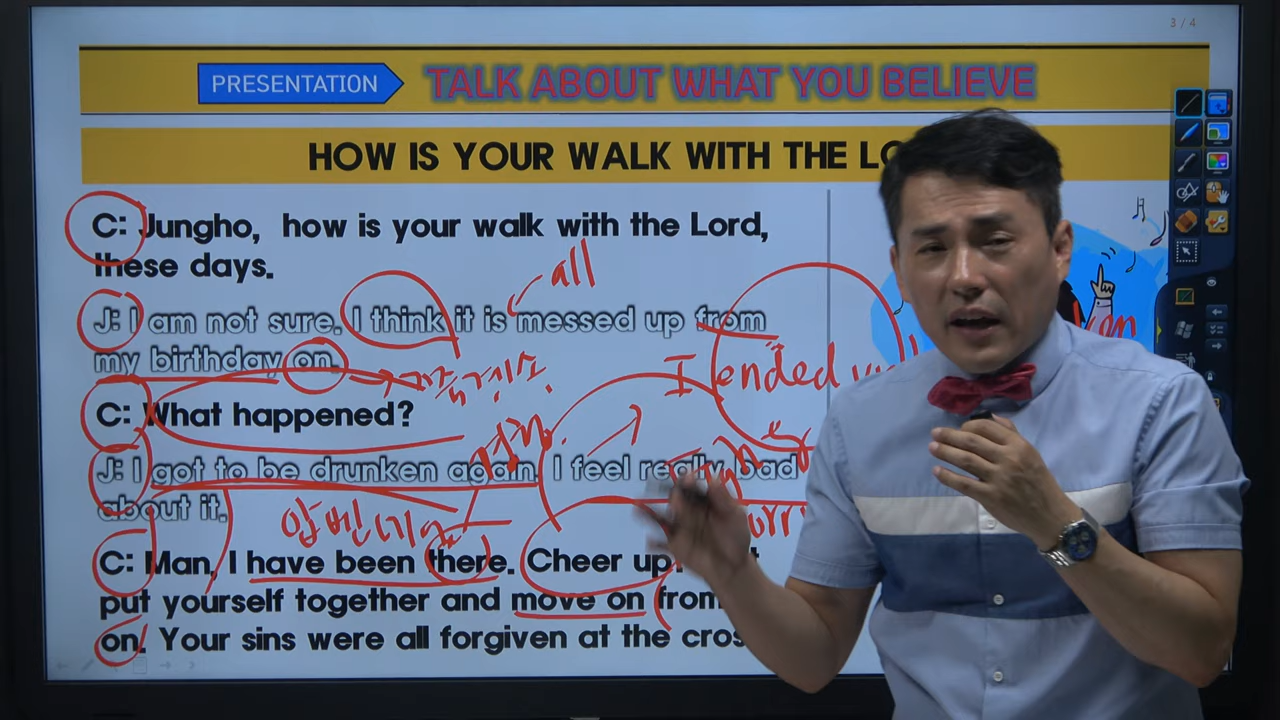 3 / 4
PRESENTATION
TALK ABOUT WHAT YOU BELIEVE
HOW IS YOUR WALK WITH THE LO
C: Jungho, how is your walk with the Lord,
these days.
all
J: I am not sure. I think it is messed up from
my birthday on.
I ended
C: What happened?
J: I got to be drunken again. I feel really bad
about it.
C: Man, I have been there. Cheer up
put yourself together and move on from
on. Your sins were all forgiven at the cros